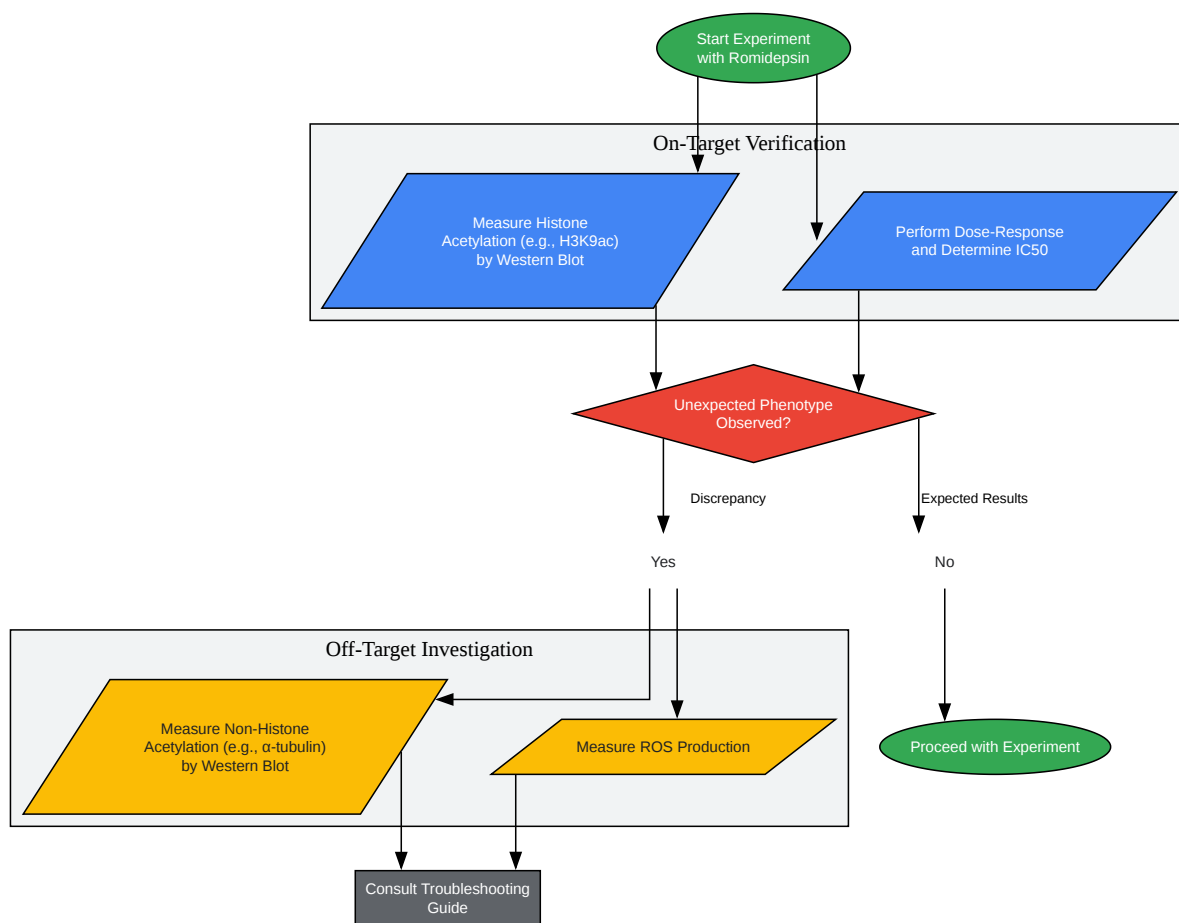 Start Experiment
with Romidepsin
On-Target Verification
Measure Histone
Acetylation (e.g., H3K9ac)
by Western Blot
Perform Dose-Response
and Determine IC50
Unexpected Phenotype
Observed?
Discrepancy
Expected Results
Yes
No
Off-Target Investigation
Measure Non-Histone
Acetylation (e.g., α-tubulin)
by Western Blot
Measure ROS Production
Proceed with Experiment
Consult Troubleshooting
Guide